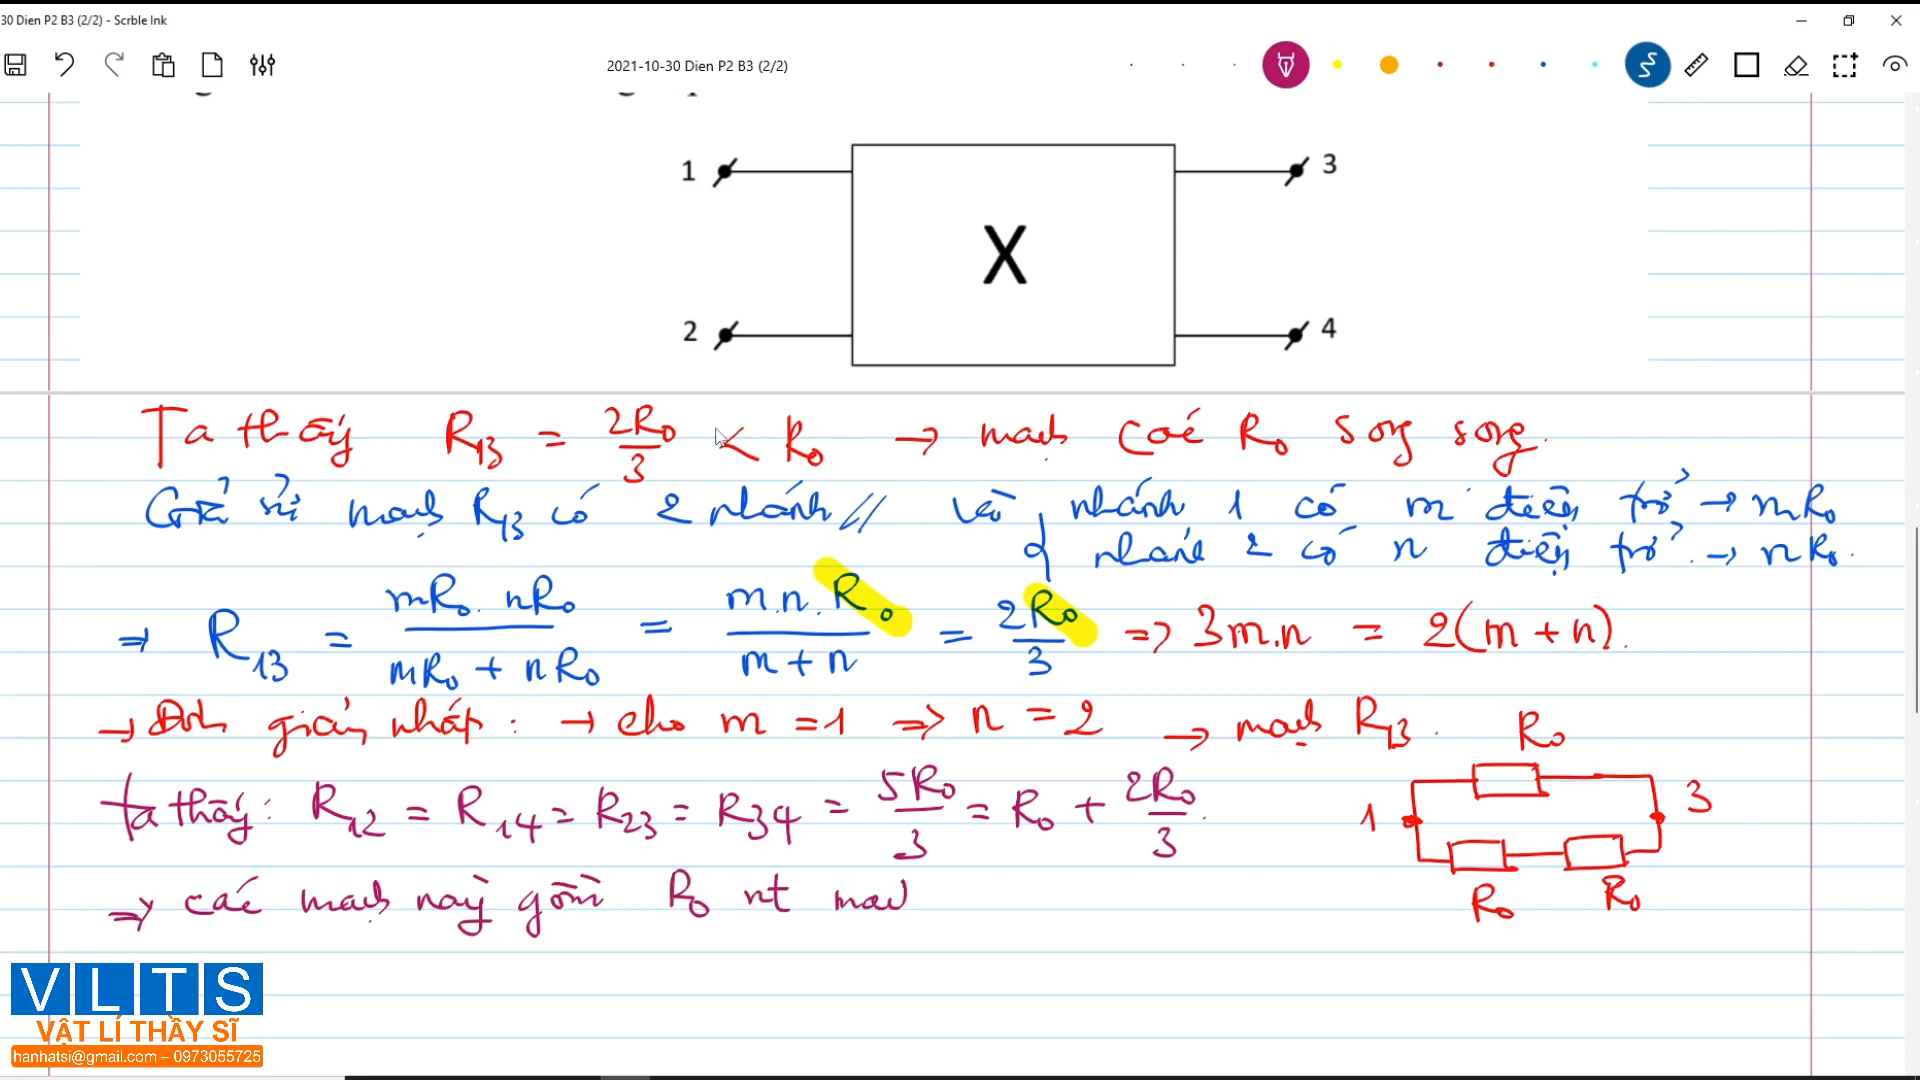 30 Dien P2 B3 (2/2) - Scrble Ink
2021-10-30 Dien P2 B3 (2/2)
1
3
X
2
4
Ta thấy R₁₃ = 2R₀/3 < R₀ → mạch các R₀ song song.
Giả sử mạch R₁₃ có 2 nhánh // và { nhánh 1 có m điện trở → mR₀
nhánh 2 có n điện trở → nR₀.
⇒ R₁₃ = mR₀.nR₀/(mR₀ + nR₀) = m.n.R₀/(m+n) = 2R₀/3 ⇒ 3m.n = 2(m+n).
→ Đơn giản nhất: → cho m = 1 ⇒ n = 2 → mạch R₁₃.
R₀
1
3
R₀
R₀
Ta thấy: R₁₂ = R₁₄ = R₂₃ = R₃₄ = 5R₀/3 = R₀ + 2R₀/3.
⇒ các mạch này gồm R₀ nt
VLTS
VẬT LÍ THẦY SĨ
hanhatsi@gmail.com – 0973055725